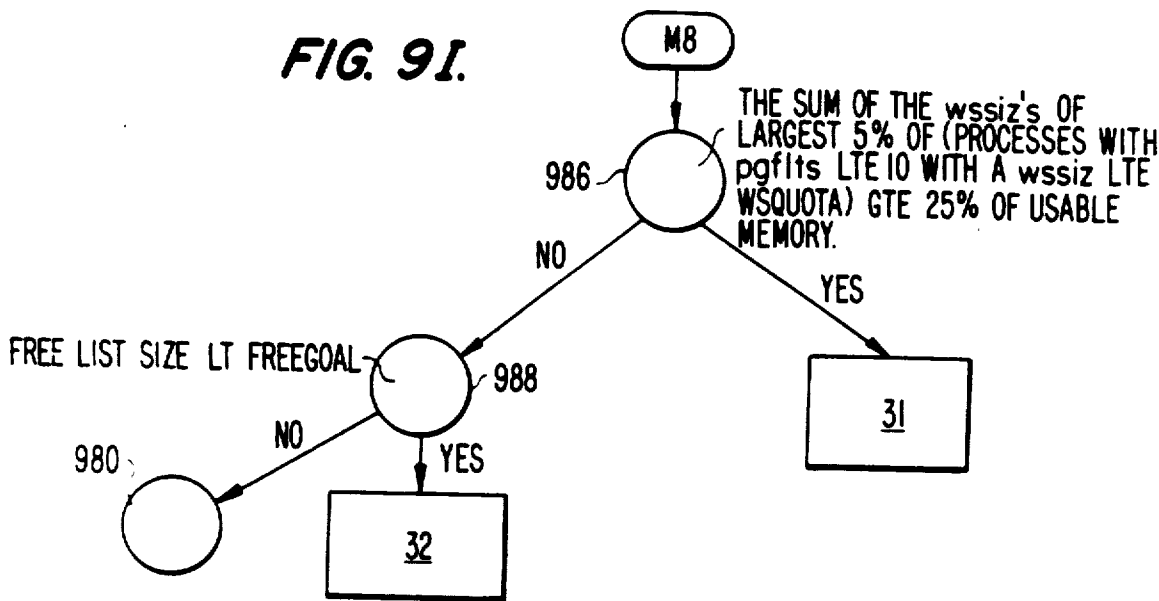 FIG. 9I.
M8
THE SUM OF THE wssiz's OF
LARGEST 5% OF (PROCESSES WITH
pgflts LTE 10 WITH A wssiz LTE
WSQUOTA) GTE 25% OF USABLE
MEMORY.
986
NO
YES
FREE LIST SIZE LT FREEGOAL
988
31
NO
YES
980
32